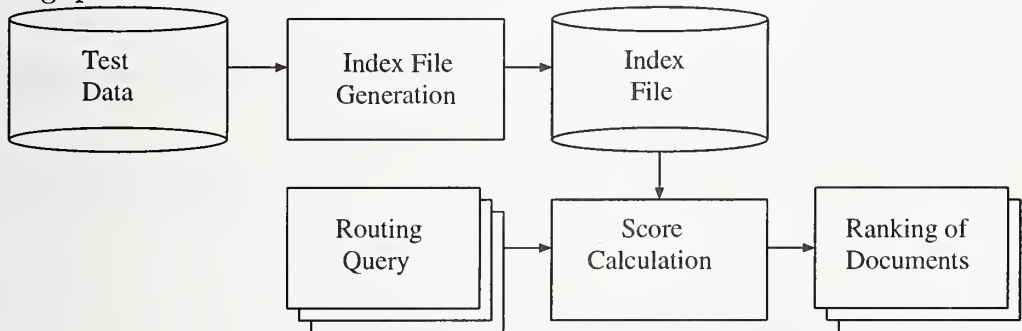 Test
Data
Index File
Generation
Index
File
Routing
Query
Score
Calculation
Ranking of
Documents